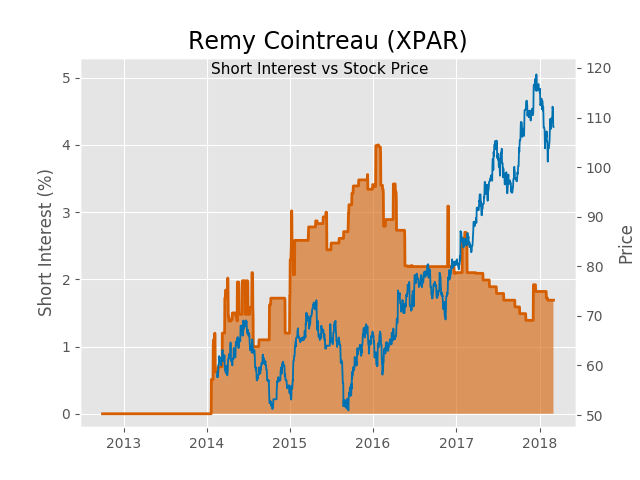 Remy Cointreau (XPAR)
Short Interest vs Stock Price
Short Interest (%)
5
4
3
2
1
0
120
110
100
90
80
70
60
50
Price
2013 2014 2015 2016 2017 2018